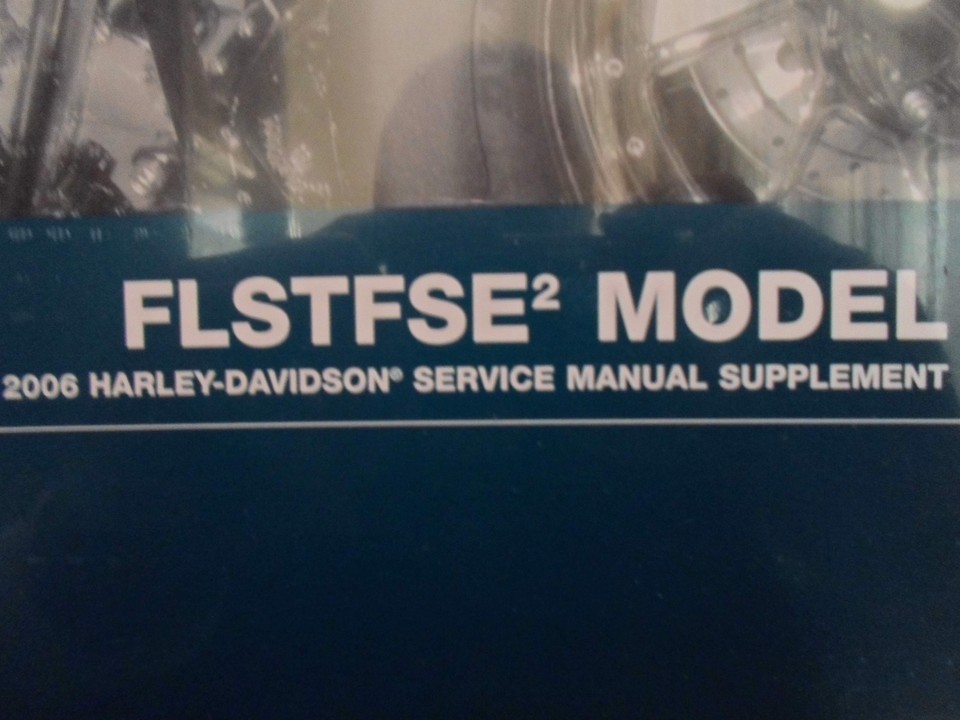 FLSTFSE² MODEL
2006 HARLEY-DAVIDSON® SERVICE MANUAL SUPPLEMENT